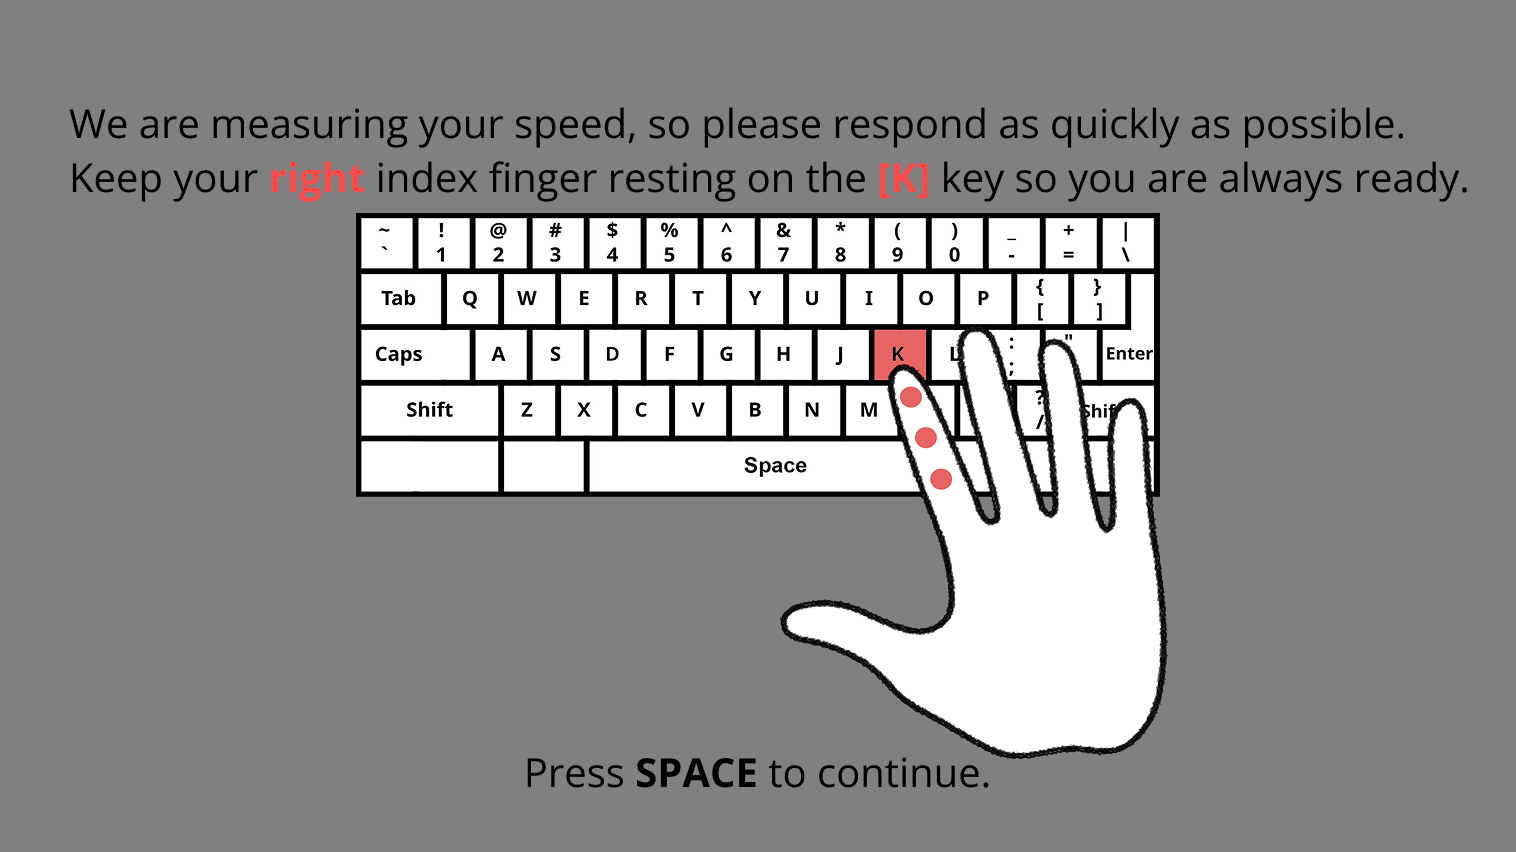 We are measuring your speed, so please respond as quickly as possible.
Keep your right index finger resting on the [K] key so you are always ready.
~ ! @ # $ % ^ & * ( ) _ + |
` 1 2 3 4 5 6 7 8 9 0 - = \
Tab Q W E R T Y U I O P { [ } ]
Caps A S D F G H J K L : ; " Enter
Shift Z X C V B N M ? / Shif
Space
Press SPACE to continue.